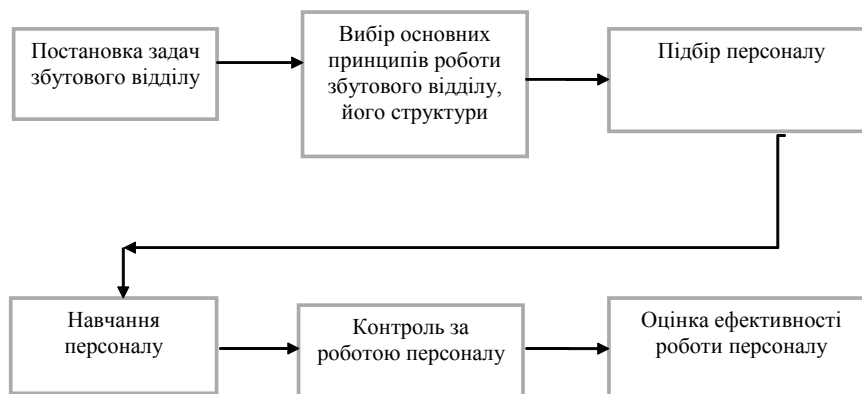 Постановка задач
збутового відділу
Вибір основних
принципів роботи
збутового відділу,
його структури
Підбір персоналу
Навчання
персоналу
Контроль за
роботою персоналу
Оцінка ефективності
роботи персоналу